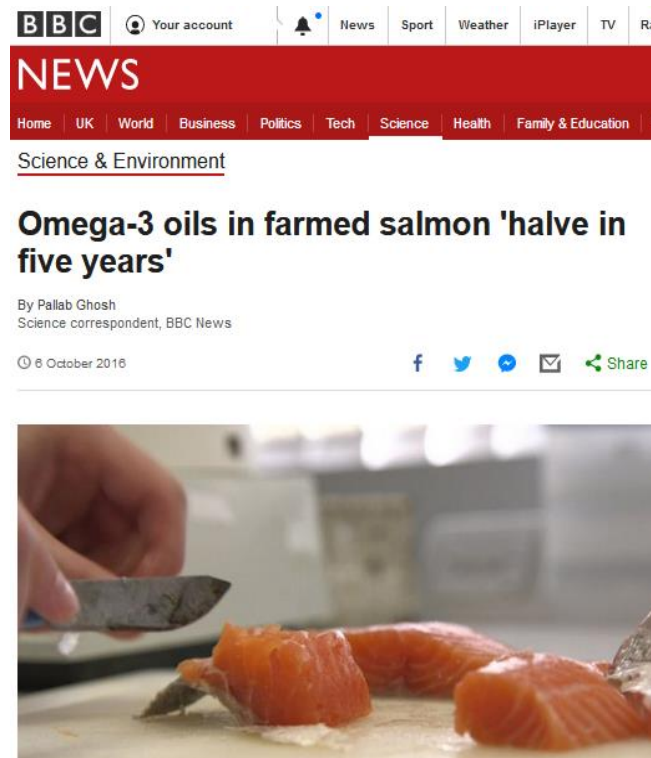 BBC Your account News Sport Weather iPlayer TV
NEWS
Home UK World Business Politics Tech Science Health Family & Education
Science & Environment
Omega-3 oils in farmed salmon 'halve in
five years'
By Pallab Ghosh
Science correspondent, BBC News
6 October 2016
Share